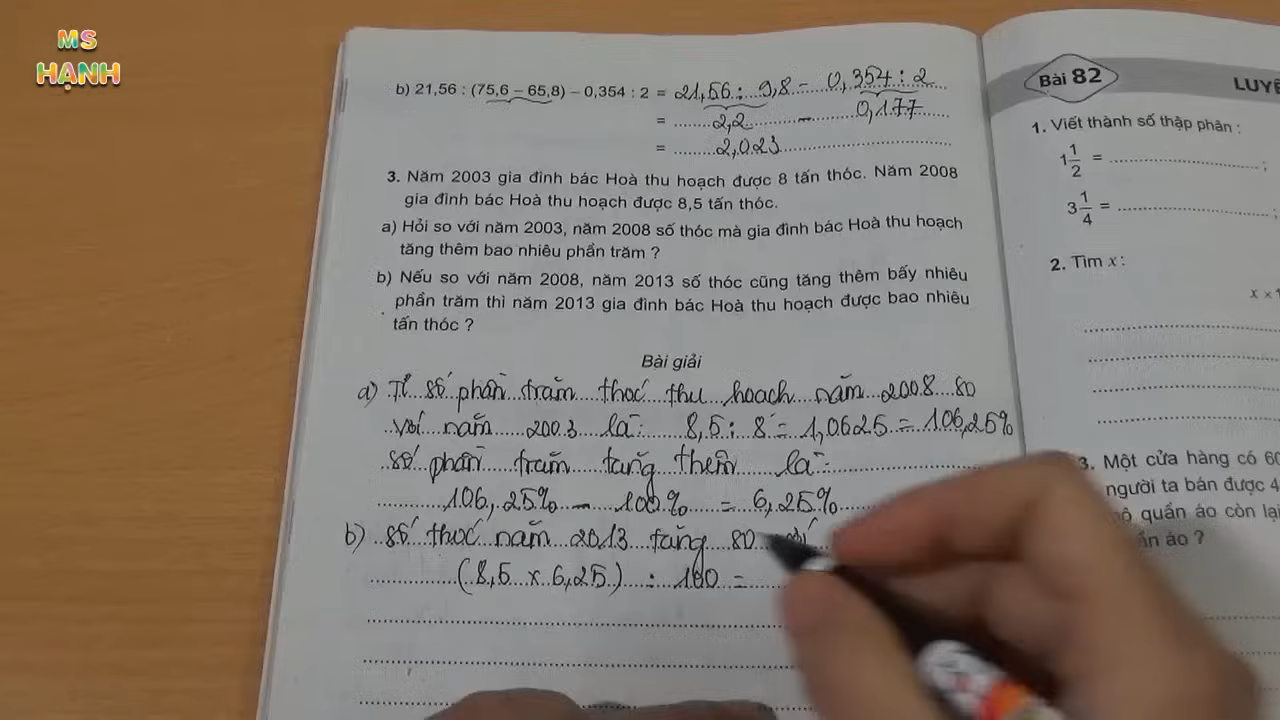 MS
HẠNH
b) 21,56 : (75,6 – 65,8) – 0,354 : 2 = 21,56 : 9,8 – 0,354 : 2
= 2,2 – 0,177
= 2,023
3. Năm 2003 gia đình bác Hoà thu hoạch được 8 tấn thóc. Năm 2008
gia đình bác Hoà thu hoạch được 8,5 tấn thóc.
a) Hỏi so với năm 2003, năm 2008 số thóc mà gia đình bác Hoà thu hoạch
tăng thêm bao nhiêu phần trăm ?
b) Nếu so với năm 2008, năm 2013 số thóc cũng tăng thêm bấy nhiêu
phần trăm thì năm 2013 gia đình bác Hoà thu hoạch được bao nhiêu
tấn thóc ?
Bài giải
a) Tỉ số phần trăm thóc thu hoạch năm 2008 so
với năm 2003 là: 8,5 : 8 = 1,0625 = 106,25%
Số phần trăm tăng thêm là:
106,25% – 100% = 6,25%
b) Số thóc năm 2013 tăng so với
(8,5 x 6,25) : 100 =
Bài 82
LUYỆ
1. Viết thành số thập phân :
1 1/2 = ;
3 1/4 =
2. Tìm x :
x ×
3. Một cửa hàng có 60
người ta bán được 4
quần áo còn lại
ần áo ?